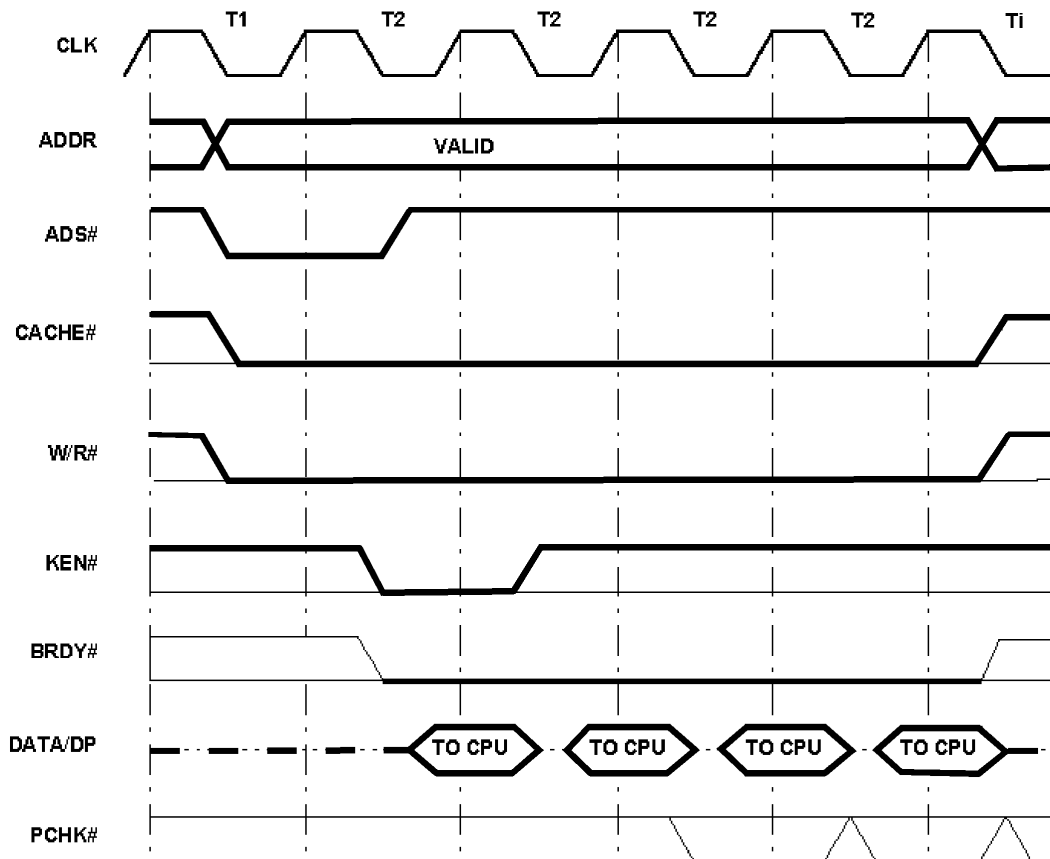 T1 T2 T2 T2 T2 Ti
CLK
ADDR VALID
ADS#
CACHE#
W/R#
KEN#
BRDY#
DATA/DP TO CPU TO CPU TO CPU TO CPU
PCHK#